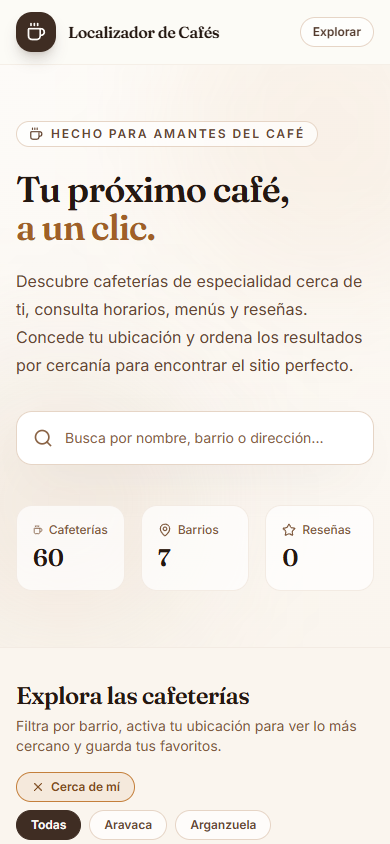 Localizador de Cafés
Explorar
HECHO PARA AMANTES DEL CAFÉ
Tu próximo café,
a un clic.
Descubre cafeterías de especialidad cerca de
ti, consulta horarios, menús y reseñas.
Concede tu ubicación y ordena los resultados
por cercanía para encontrar el sitio perfecto.
Busca por nombre, barrio o dirección...
Cafeterías
60
Barrios
7
Reseñas
0
Explora las cafeterías
Filtra por barrio, activa tu ubicación para ver lo más
cercano y guarda tus favoritos.
Cerca de mí
Todas
Aravaca
Arganzuela